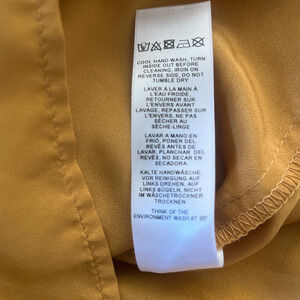 COOL HAND WASH, TURN
INSIDE OUT BEFORE
CLEANING, IRON ON
REVERSE SIDE, DO NOT
TUMBLE DRY
LAVER À LA MAIN À
L'EAU FROIDE,
RETOURNER SUR
L'ENVERS AVANT
LAVAGE, REPASSER SUR
L'ENVERS, NE PAS
SÉCHER AU
SÈCHE-LINGE
LAVAR A MANO EN
FRÍO, PONER DEL
REVÉS ANTES DE
LAVAR, PLANCHAR DEL
REVÉS, NO SECAR EN
SECADORA
KALTE HANDWÄSCHE,
VOR REINIGUNG AUF
LINKS DREHEN, AUF
LINKS BÜGELN, NICHT
IM WÄSCHETROCKNER
TROCKNEN
THINK OF THE
ENVIRONMENT WASH AT 30°